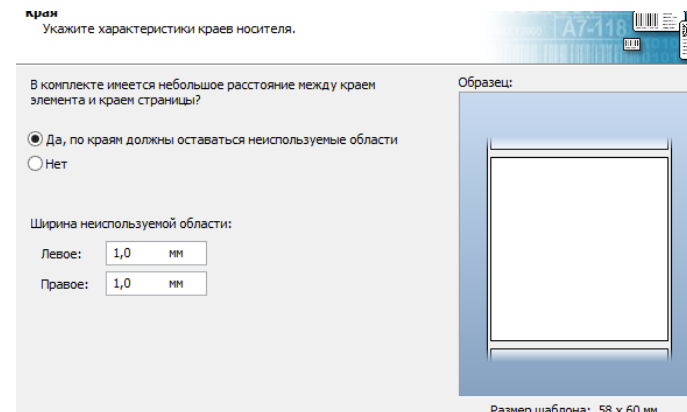 Края
Укажите характеристики краев носителя.
A7-118
В комплекте имеется небольшое расстояние между краем
элемента и краем страницы?
Образец:
Да, по краям должны оставаться неиспользуемые области
Нет
Ширина неиспользуемой области:
Левое: 1,0 мм
Правое: 1,0 мм
Размер шаблона: 58 x 60 мм